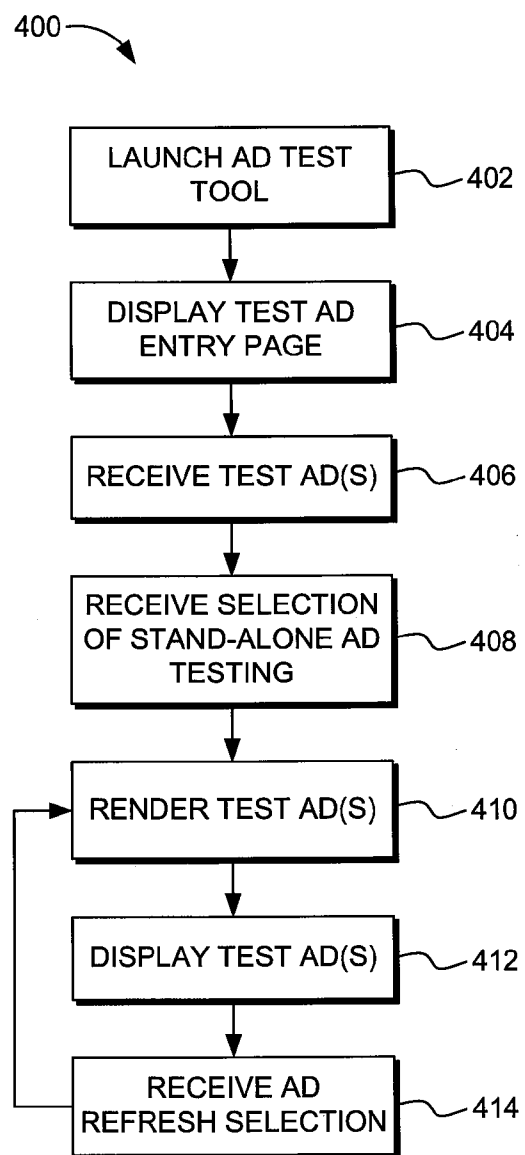 400
LAUNCH AD TEST
TOOL
402
DISPLAY TEST AD
ENTRY PAGE
404
RECEIVE TEST AD(S)
406
RECEIVE SELECTION
OF STAND-ALONE AD
TESTING
408
RENDER TEST AD(S)
410
DISPLAY TEST AD(S)
412
RECEIVE AD
REFRESH SELECTION
414